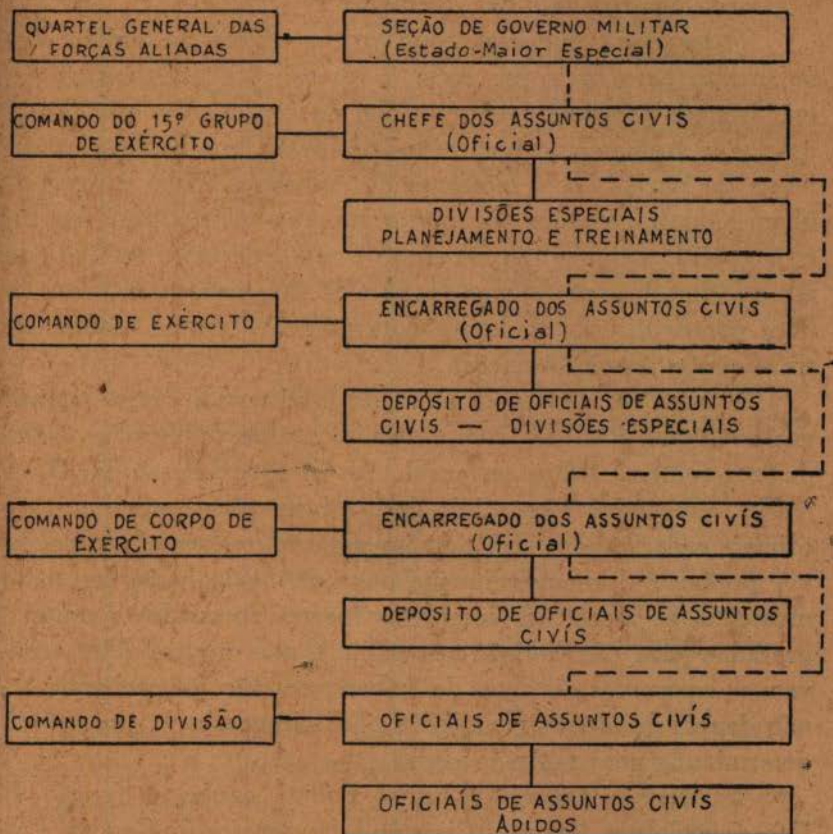 QUARTEL GENERAL DAS
FORÇAS ALIADAS
SEÇÃO DE GOVERNO MILITAR
(Estado-Maior Especial)
COMANDO DO 15º GRUPO
DE EXÉRCITO
CHEFE DOS ASSUNTOS CIVÍS
(Oficial)
DIVISÕES ESPECIAIS
PLANEJAMENTO E TREINAMENTO
COMANDO DE EXÉRCITO
ENCARREGADO DOS ASSUNTOS CIVÍS
(Oficial)
DEPÓSITO DE OFICIAIS DE ASSUNTOS
CIVÍS — DIVISÕES ESPECIAIS
COMANDO DE CORPO DE
EXÉRCITO
ENCARREGADO DOS ASSUNTOS CIVÍS
(Oficial)
DEPOSITO DE OFICIAIS DE ASSUNTOS
CIVÍS
COMANDO DE DIVISÃO
OFICIAIS DE ASSUNTOS CIVÍS
OFICIAÍS DE ASSUNTOS CIVÍS
ADIDOS